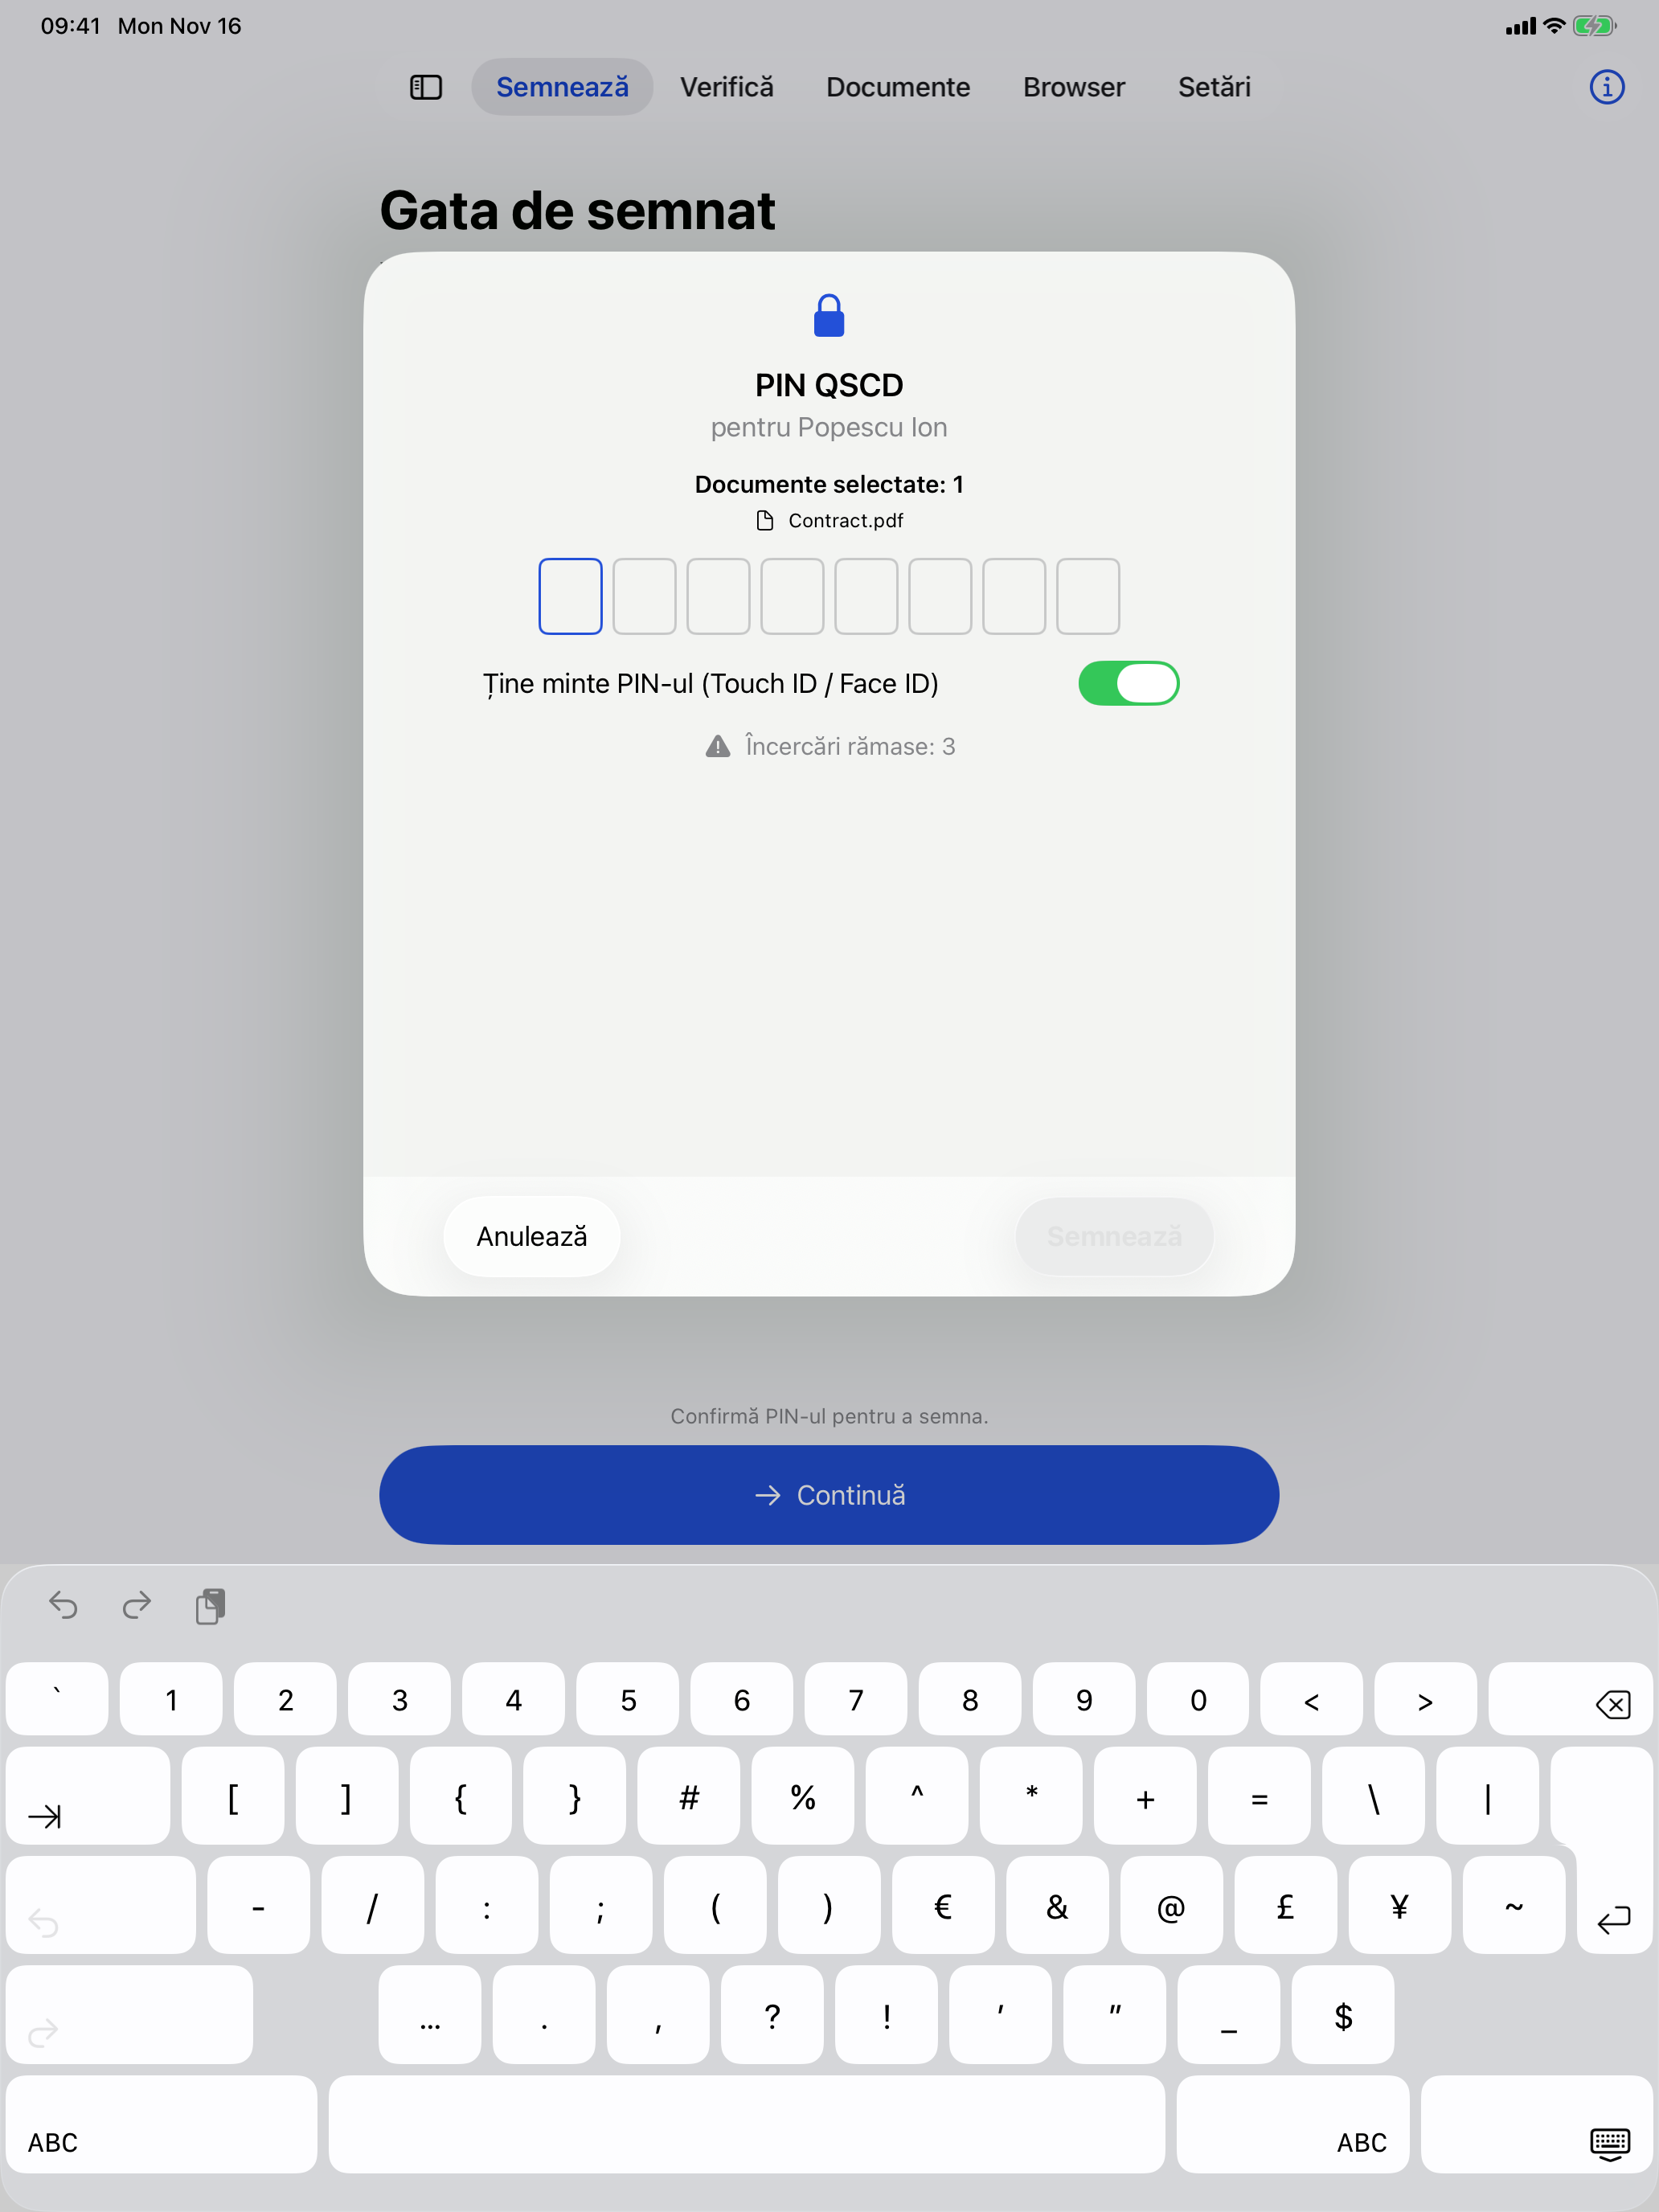 09:41 Mon Nov 16
Semnează Verifică Documente Browser Setări
Gata de semnat
PIN QSCD
pentru Popescu Ion
Documente selectate: 1
Contract.pdf
Ține minte PIN-ul (Touch ID / Face ID)
Încercări rămase: 3
Anulează Semnează
Confirmă PIN-ul pentru a semna.
Continuă
` 1 2 3 4 5 6 7 8 9 0 < >
[ ] { } # % ^ * + = \ |
- / : ; ( ) € & @ £ ¥ ~
... . , ? ! ' " _ $
ABC ABC